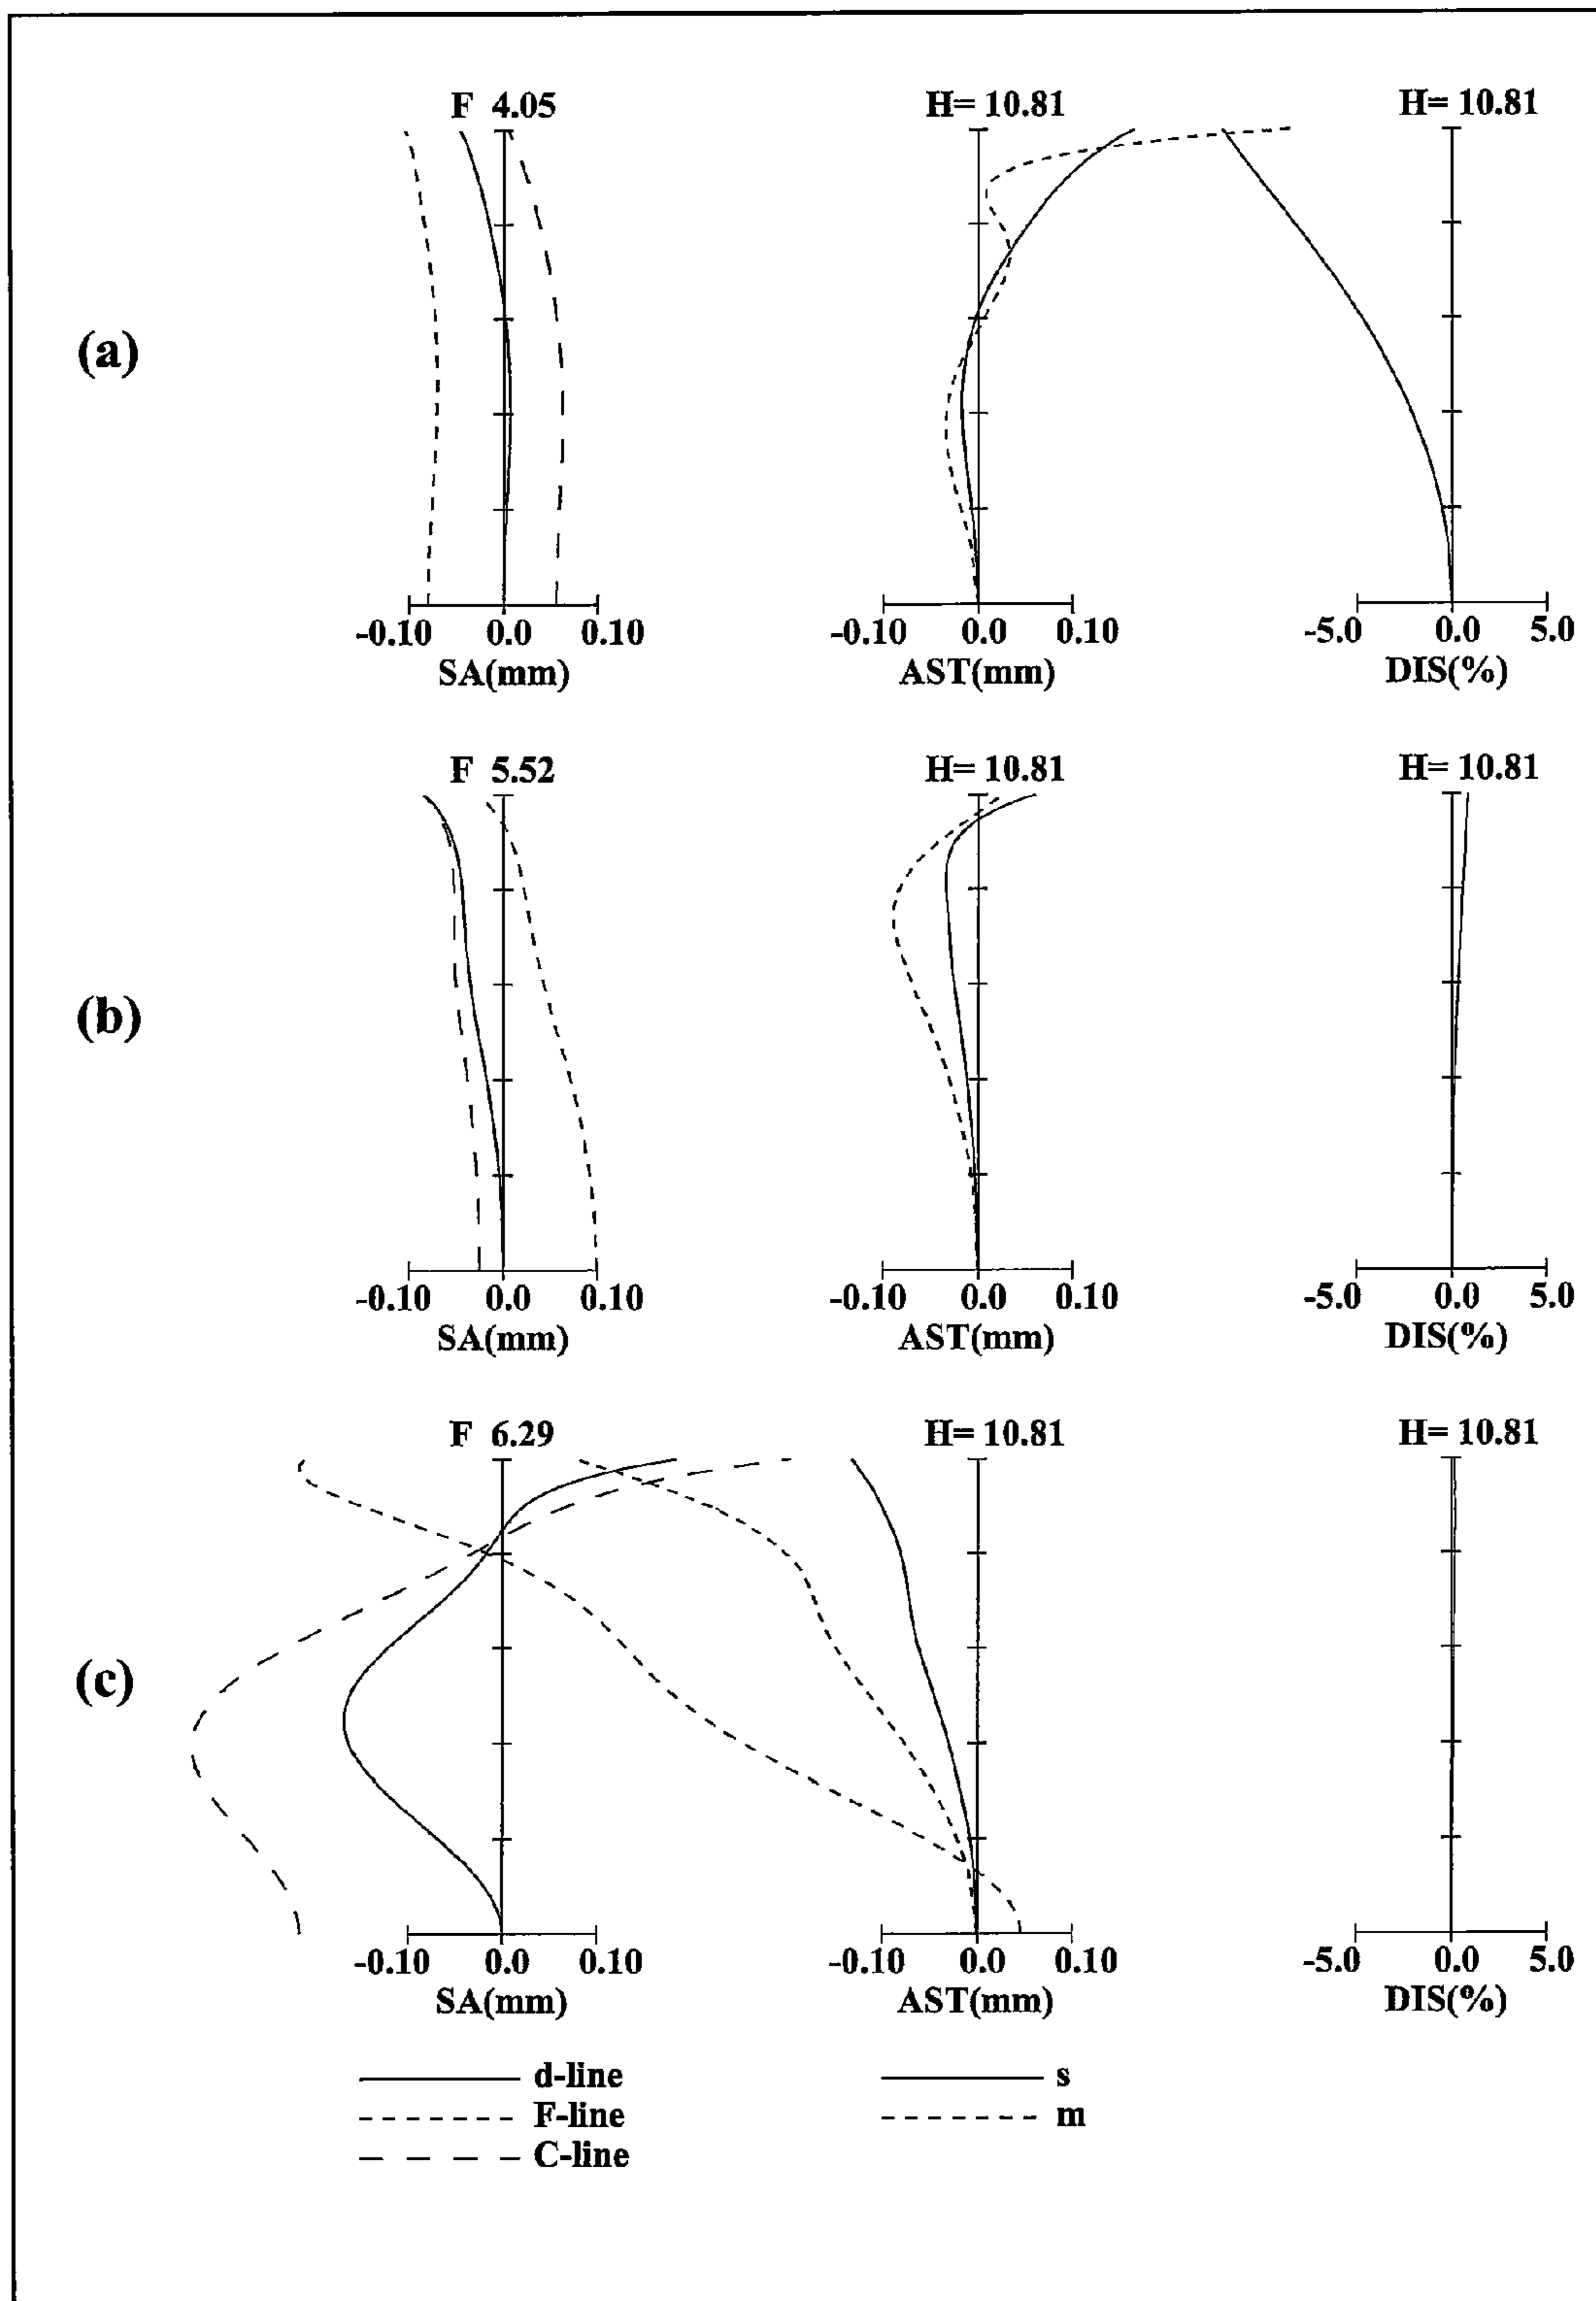 F 4.05 H= 10.81 H= 10.81
(a)
-0.10 0.0 0.10 -0.10 0.0 0.10 -5.0 0.0 5.0
SA(mm) AST(mm) DIS(%)
F 5.52 H= 10.81 H= 10.81
(b)
-0.10 0.0 0.10 -0.10 0.0 0.10 -5.0 0.0 5.0
SA(mm) AST(mm) DIS(%)
F 6.29 H= 10.81 H= 10.81
(c)
-0.10 0.0 0.10 -0.10 0.0 0.10 -5.0 0.0 5.0
SA(mm) AST(mm) DIS(%)
d-line s
F-line m
C-line